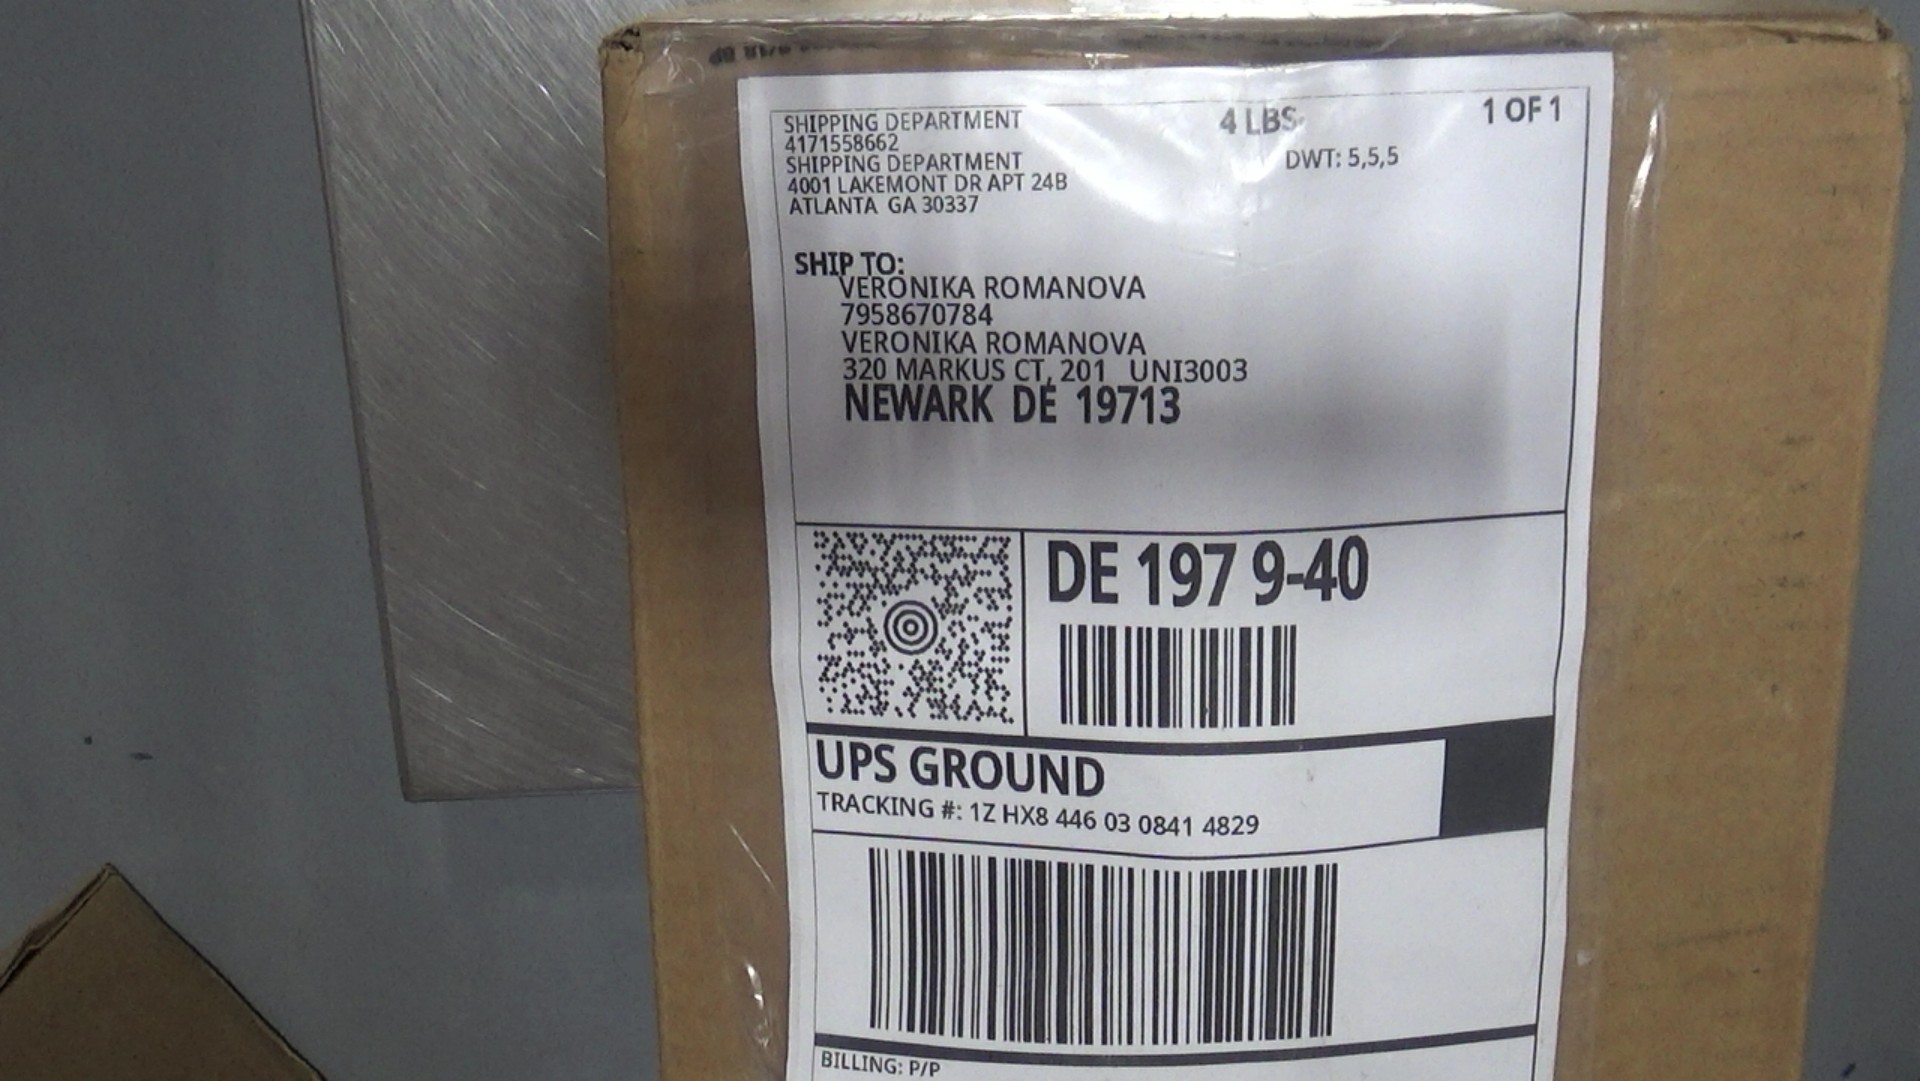 SHIPPING DEPARTMENT
4171558662
SHIPPING DEPARTMENT
4001 LAKEMONT DR APT 24B
ATLANTA GA 30337
4 LBS
1 OF 1
DWT: 5,5,5
SHIP TO:
VERONIKA ROMANOVA
7958670784
VERONIKA ROMANOVA
320 MARKUS CT, 201 UNI3003
NEWARK DE 19713
DE 197 9-40
UPS GROUND
TRACKING #: 1Z HX8 446 03 0841 4829
BILLING: P/P